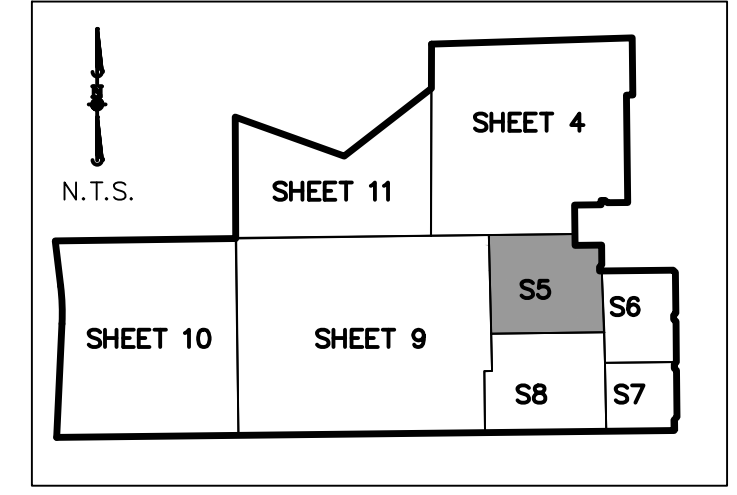 SHEET 4
SHEET 11
N.T.S.
S5
S6
SHEET 10
SHEET 9
S8
S7